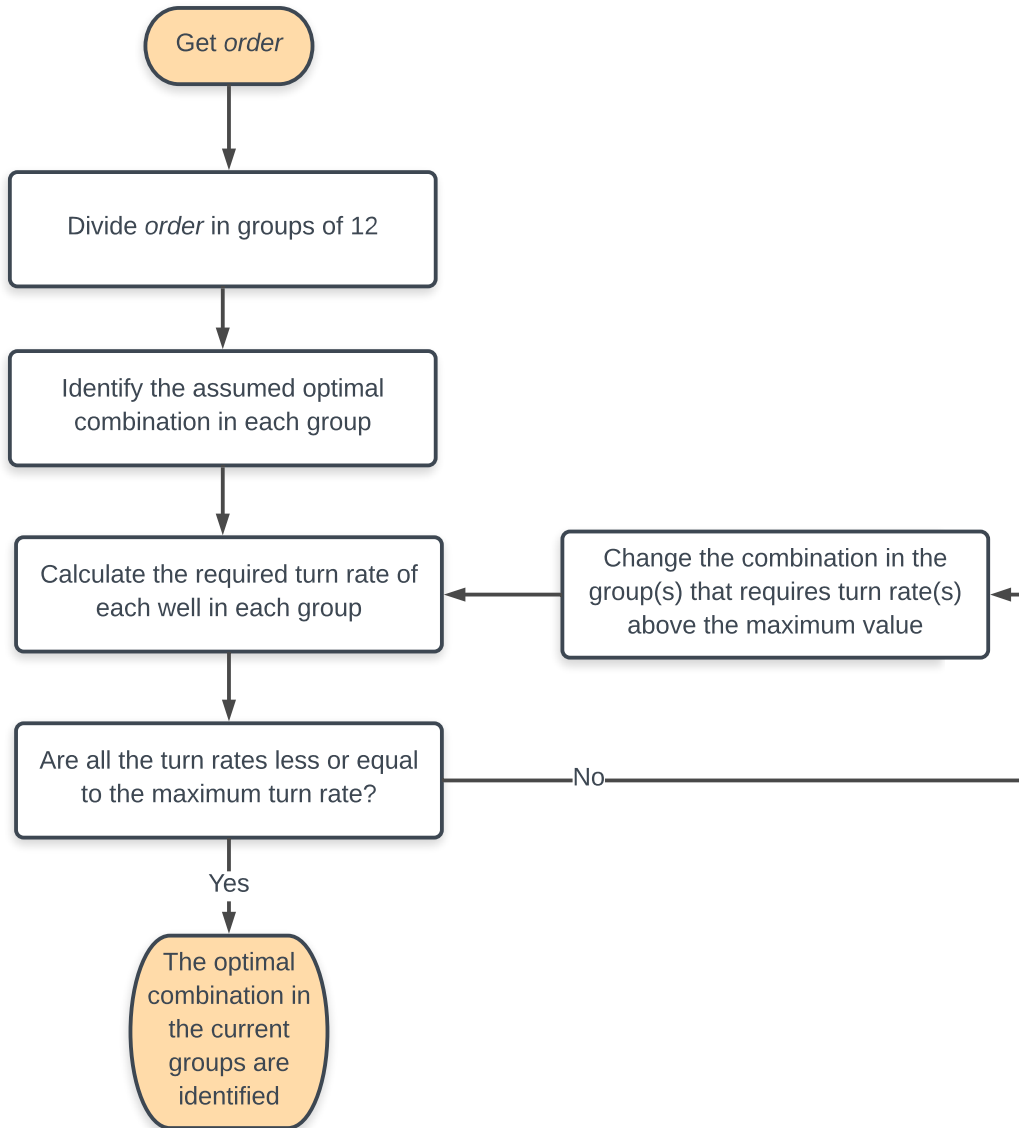 Get order
Divide order in groups of 12
Identify the assumed optimal
combination in each group
Calculate the required turn rate of
each well in each group
Change the combination in the
group(s) that requires turn rate(s)
above the maximum value
Are all the turn rates less or equal
to the maximum turn rate?
No
Yes
The optimal
combination in
the current
groups are
identified